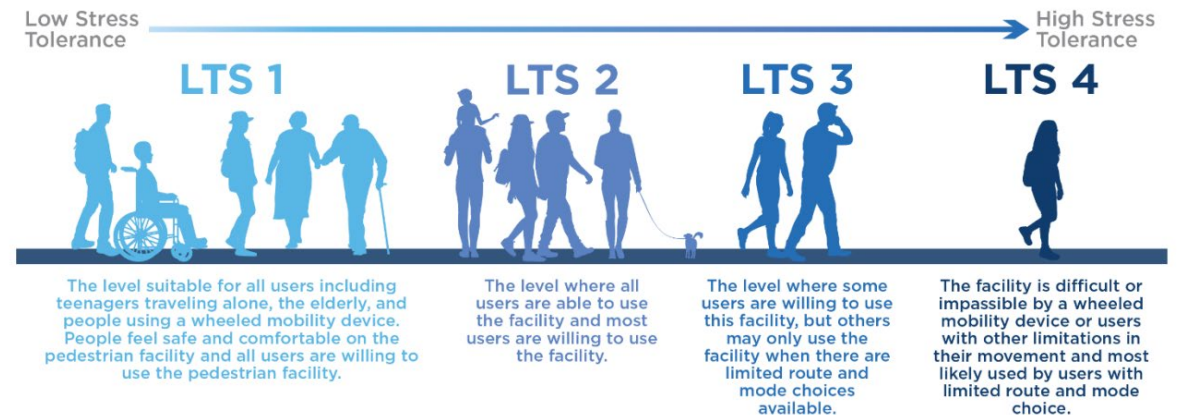 Low Stress
Tolerance
High Stress
Tolerance
LTS 1
LTS 2
LTS 3
LTS 4
The level suitable for all users including
teenagers traveling alone, the elderly, and
people using a wheeled mobility device.
People feel safe and comfortable on the
pedestrian facility and all users are willing to
use the pedestrian facility.
The level where all
users are able to use
the facility and most
users are willing to use
the facility.
The level where some
users are willing to use
this facility, but others
may only use the
facility when there are
limited route and
mode choices
available.
The facility is difficult or
impassible by a wheeled
mobility device or users
with other limitations in
their movement and most
likely used by users with
limited route and mode
choice.